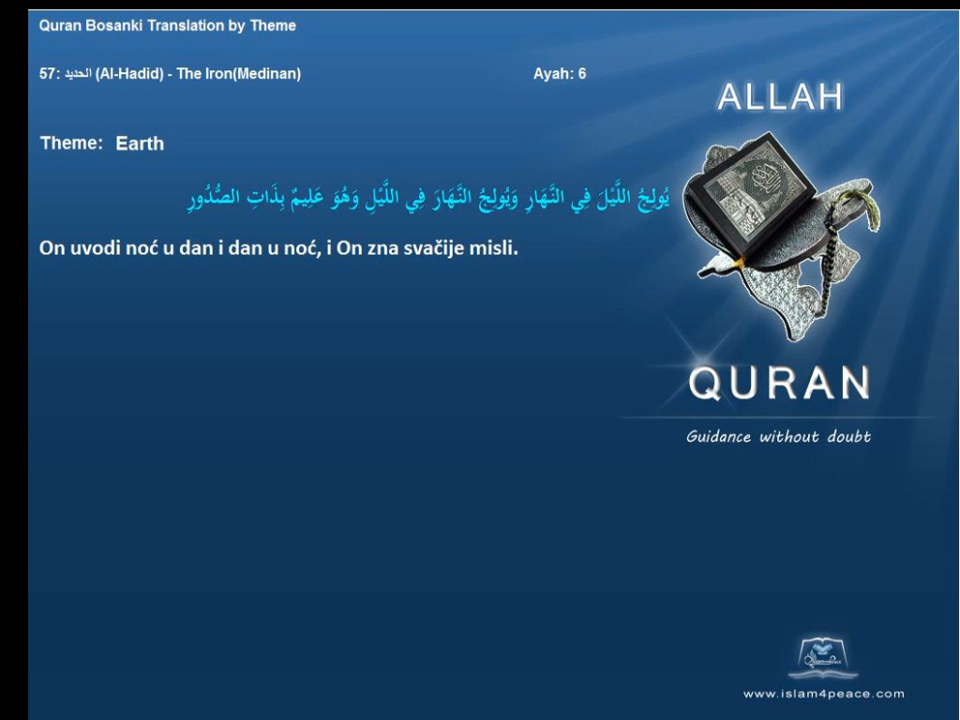 Quran Bosanki Translation by Theme
57: الحديد (Al-Hadid) - The Iron(Medinan) Ayah: 6
ALLAH
Theme: Earth
يُولِجُ اللَّيْلَ فِي النَّهَارِ وَيُولِجُ النَّهَارَ فِي اللَّيْلِ وَهُوَ عَلِيمٌ بِذَاتِ الصُّدُورِ
On uvodi noć u dan i dan u noć, i On zna svačije misli.
QURAN
Guidance without doubt
www.islam4peace.com